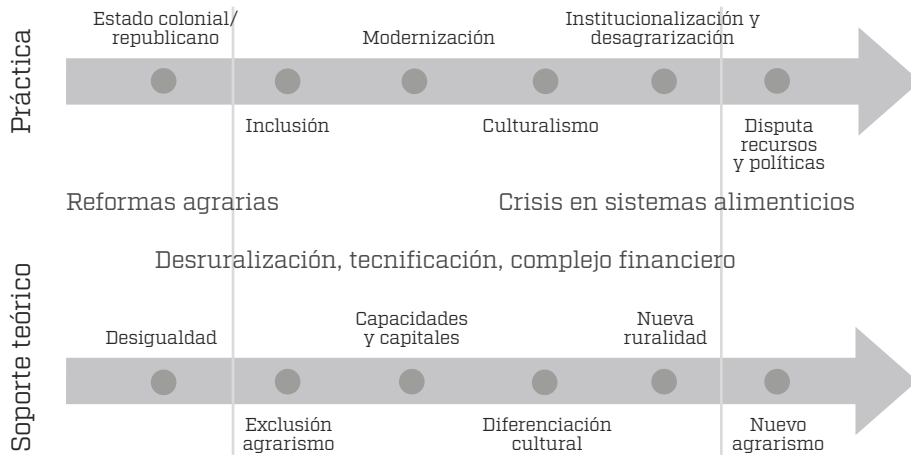 Práctica
Estado colonial/
republicano
Modernización
Institucionalización y
desagrarización
Inclusión
Culturalismo
Disputa
recursos
y políticas
Reformas agrarias
Crisis en sistemas alimenticios
Desruralización, tecnificación, complejo financiero
Soporte teórico
Desigualdad
Capacidades
y capitales
Nueva
ruralidad
Exclusión
agrarismo
Diferenciación
cultural
Nuevo
agrarismo